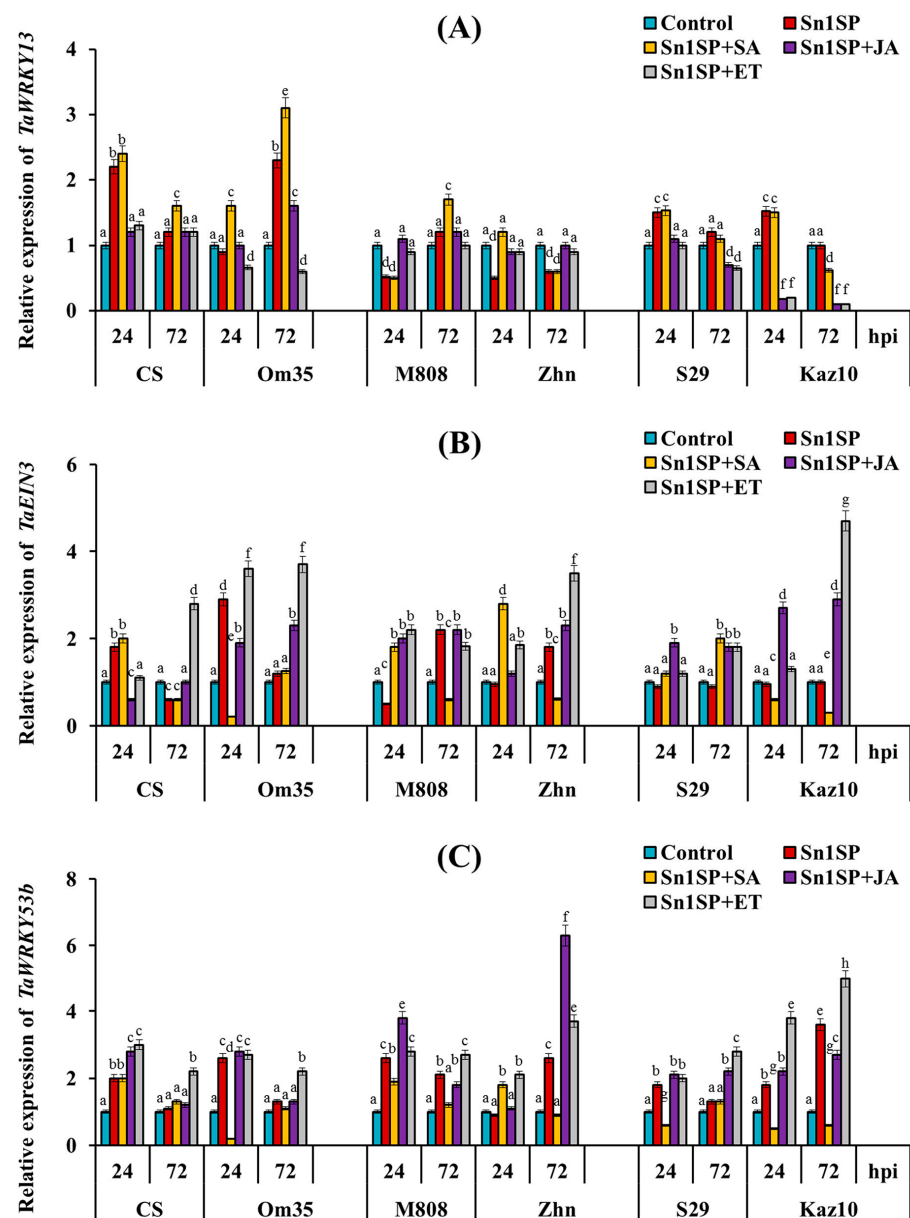 (A)
Control Sn1SP
Sn1SP+SA Sn1SP+JA
Sn1SP+ET
Relative expression of TaWRKY13
4
3
2
1
0
a b b a a a a c a a a a c a d a b e c d a d d a a a a c a a a d a a a a d d a a a c c a a a a a d d a c c f f a a d f f
24 72 24 72 24 72 24 72 24 72 24 72 hpi
CS Om35 M808 Zhn S29 Kaz10
(B)
Control Sn1SP
Sn1SP+SA Sn1SP+JA
Sn1SP+ET
Relative expression of TaEIN3
6
4
2
0
a b b c a a c c a d a d e b f a a a b f a c b b b a b c b b a a d a b a b c b f a a a b a a a b b b a a c d a a a e d g
24 72 24 72 24 72 24 72 24 72 24 72 hpi
CS Om35 M808 Zhn S29 Kaz10
(C)
Control Sn1SP
Sn1SP+SA Sn1SP+JA
Sn1SP+ET
Relative expression of TaWRKY53b
8
6
4
2
0
a b b c c a a a a b a c d c c a a a a b a c b e c a b a b c a a b a b a c a f e a b g b b a a a b c a b g b e a e g c h
24 72 24 72 24 72 24 72 24 72 24 72 hpi
CS Om35 M808 Zhn S29 Kaz10